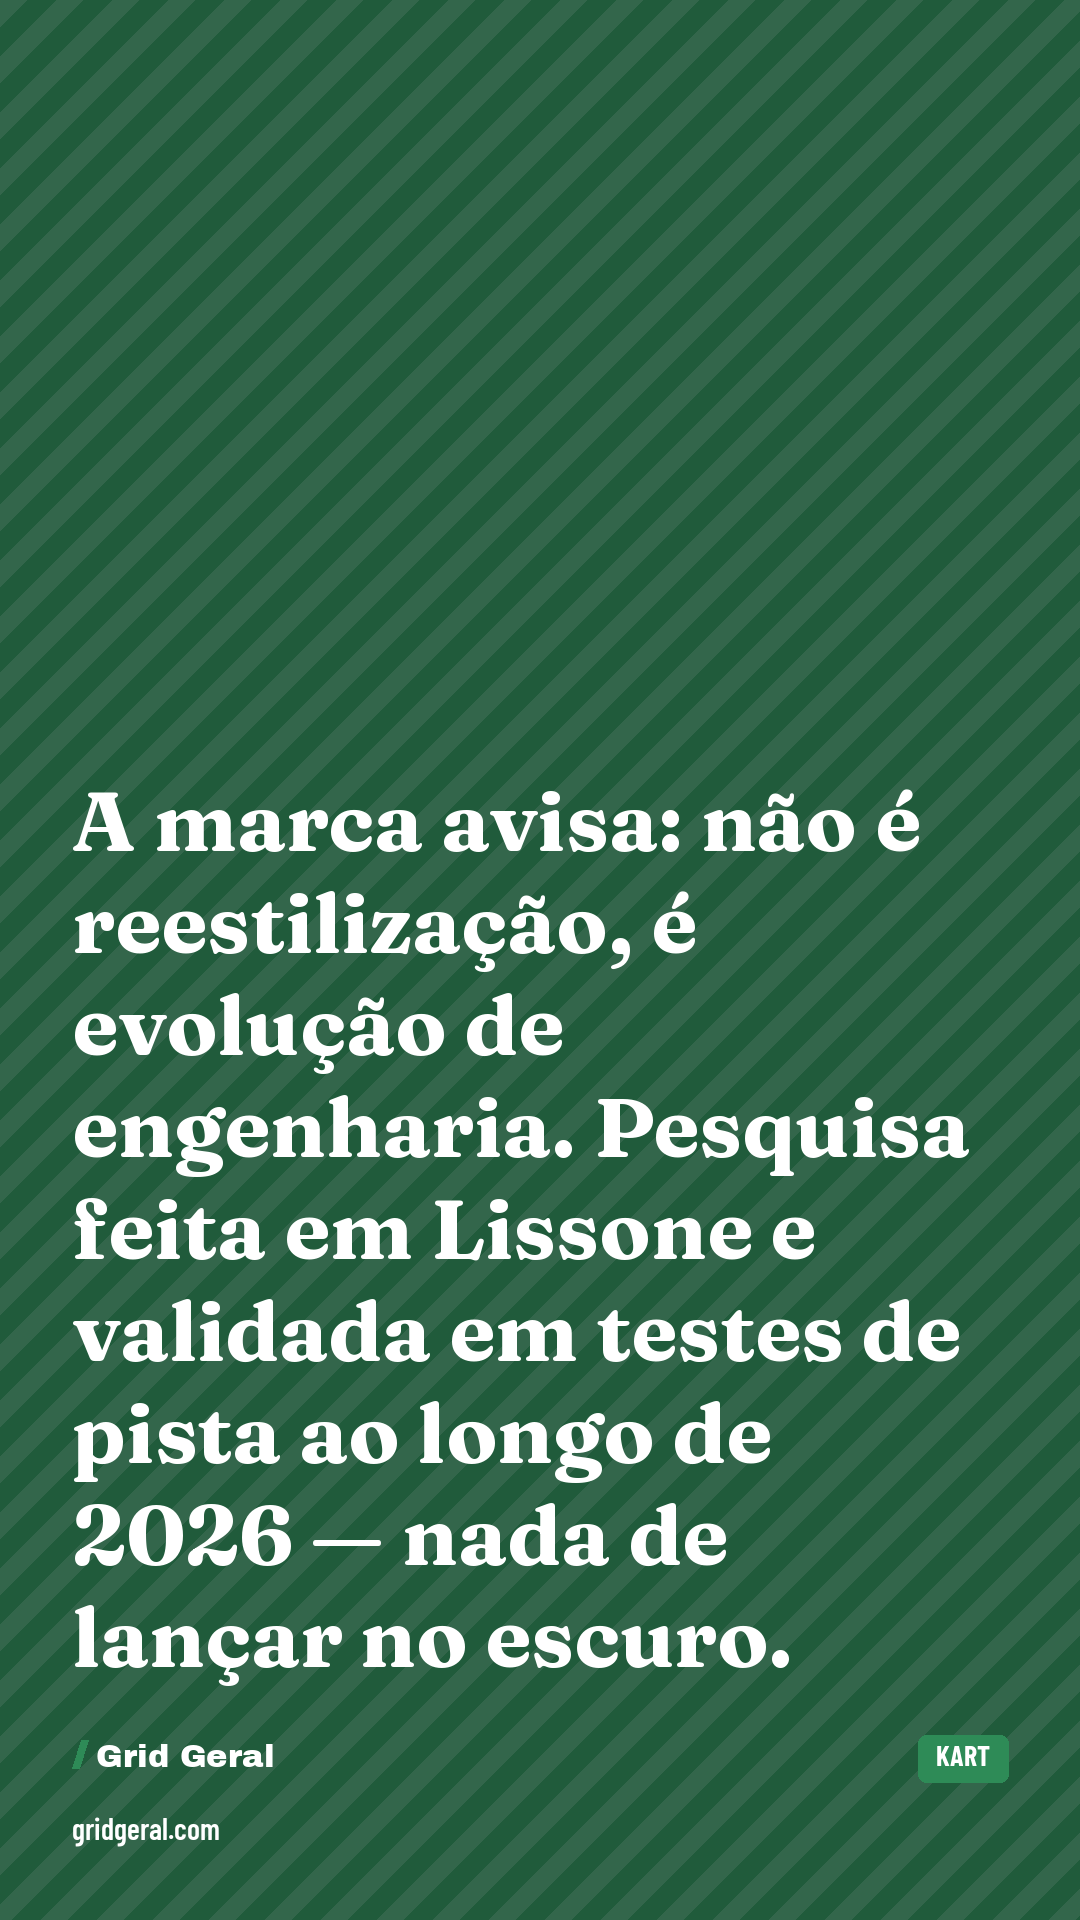 A marca avisa: não é
reestilização, é
evolução de
engenharia. Pesquisa
feita em Lissone e
validada em testes de
pista ao longo de
2026 — nada de
lançar no escuro.
/ Grid Geral
KART
gridgeral.com